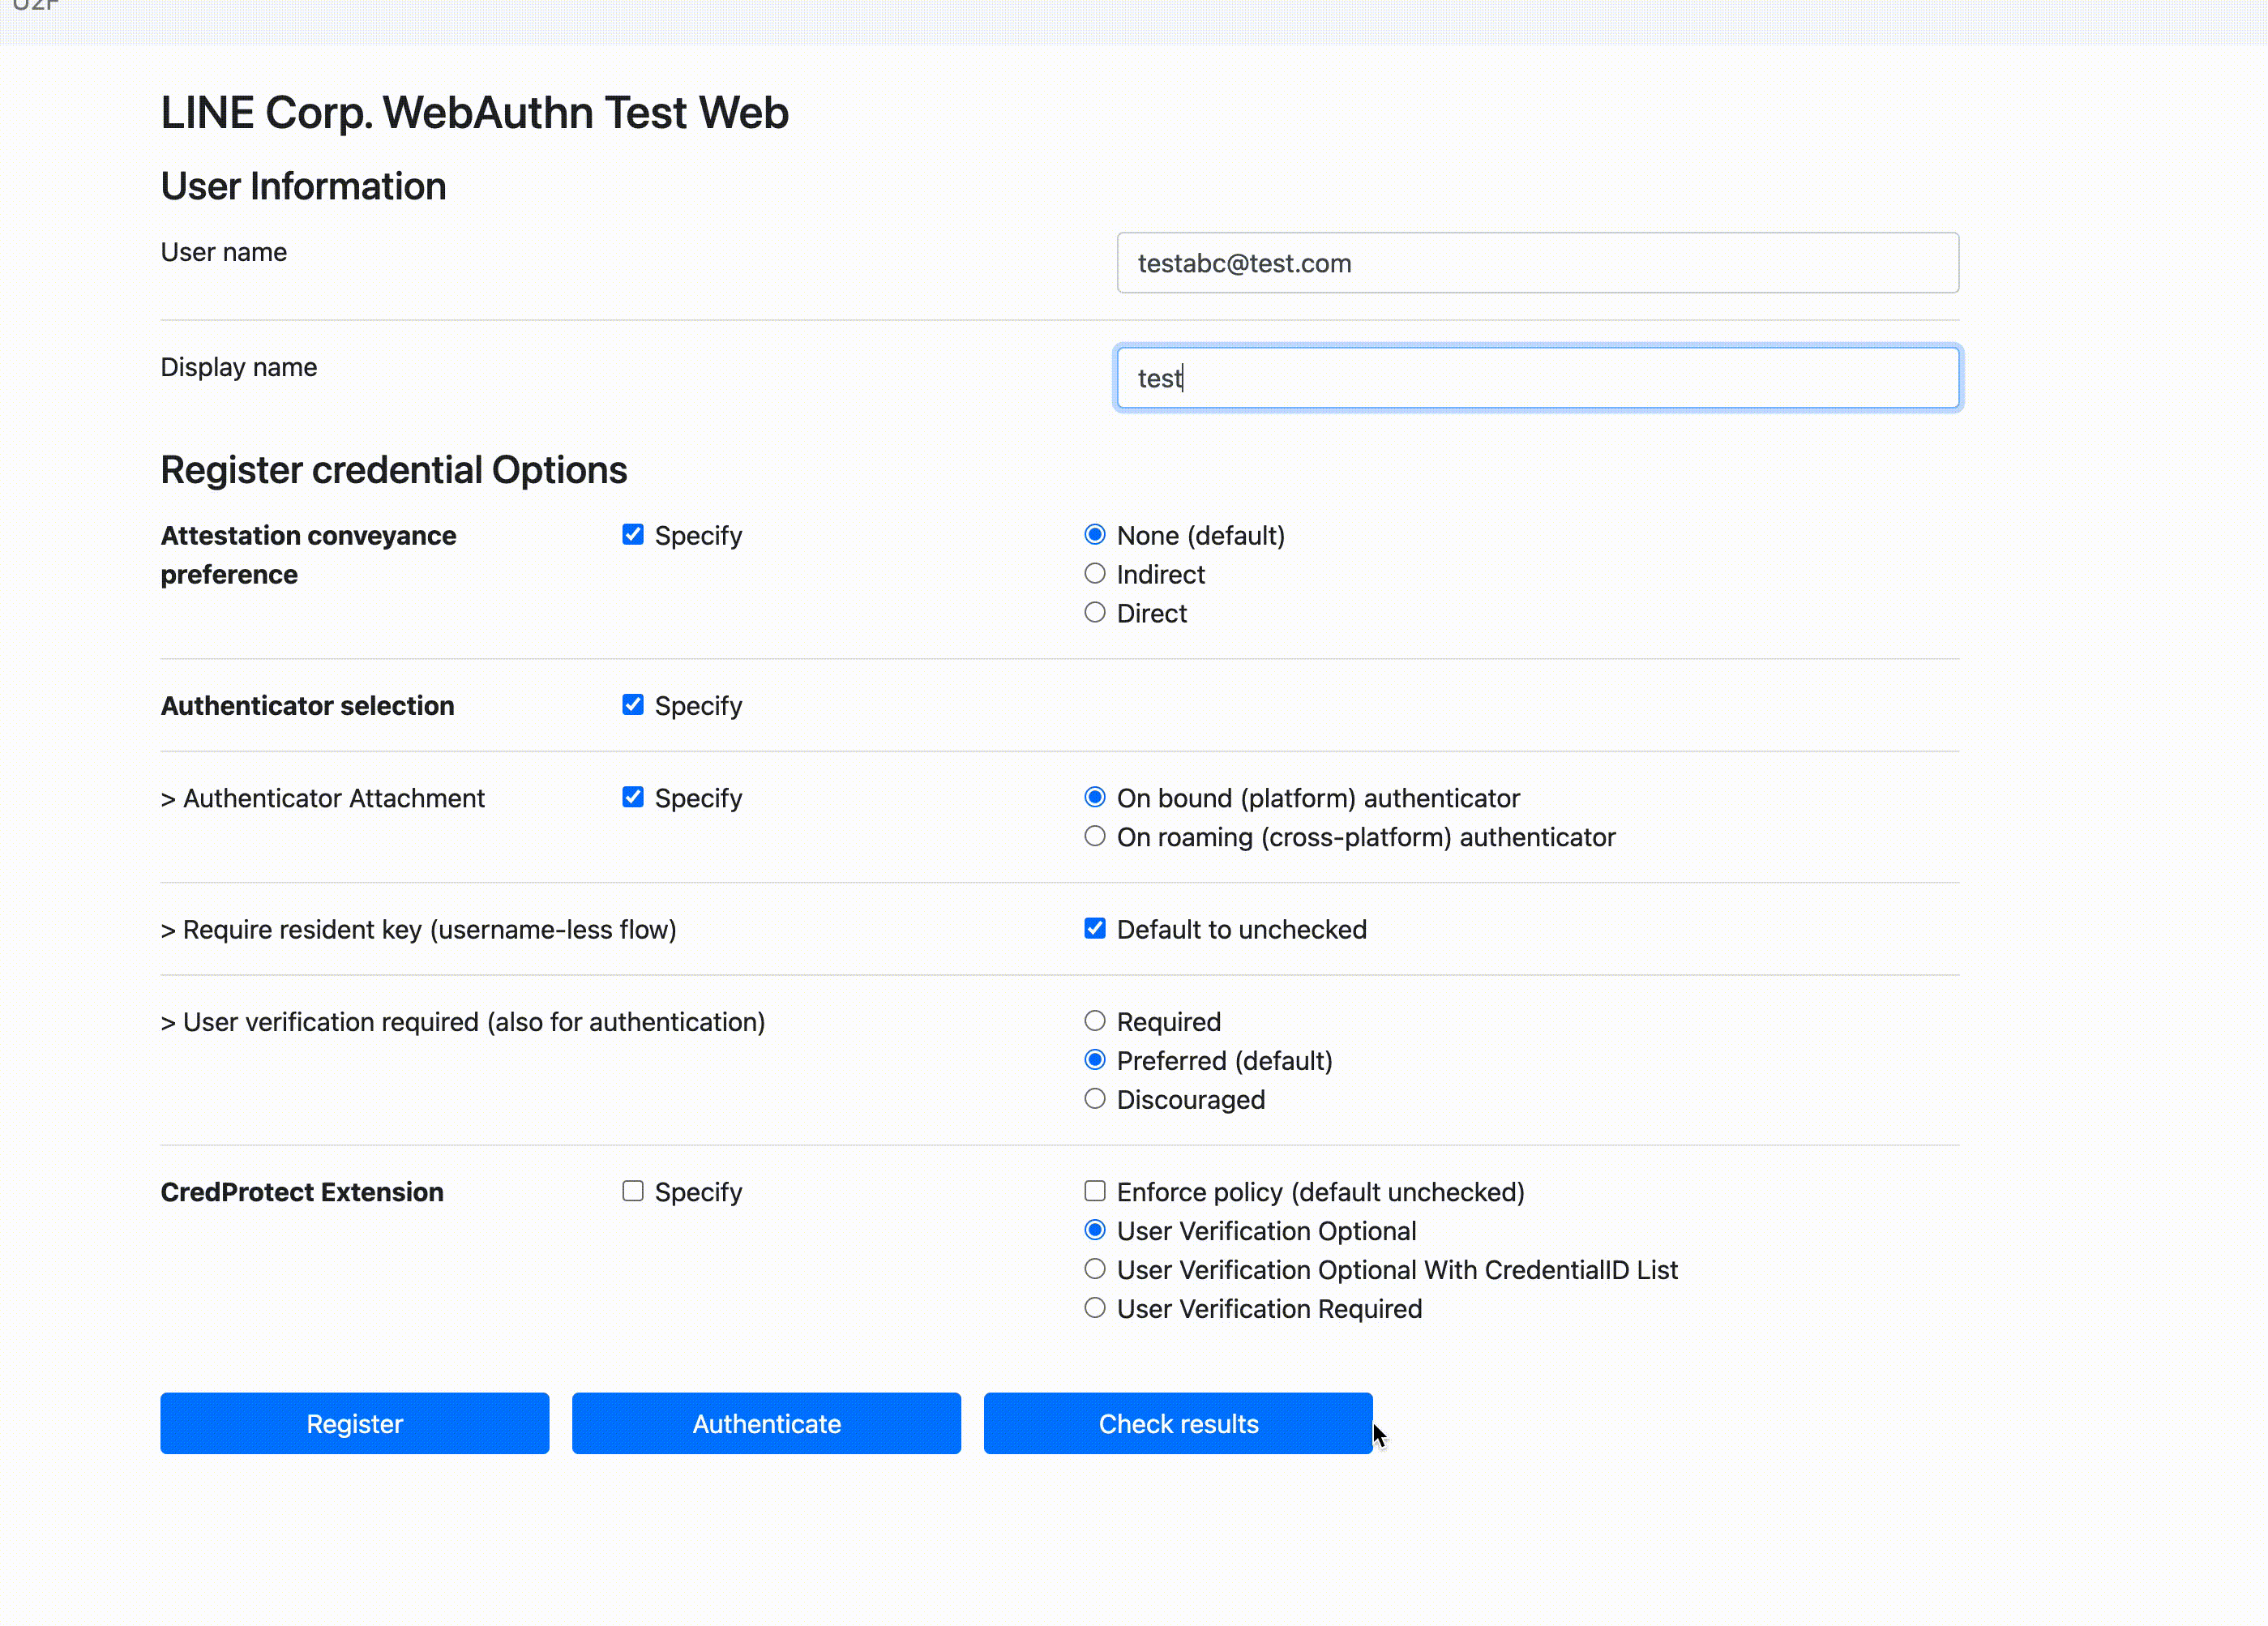 U2F
LINE Corp. WebAuthn Test Web
User Information
User name
testabc@test.com
Display name
test
Register credential Options
Attestation conveyance
preference
Specify
None (default)
Indirect
Direct
Authenticator selection
Specify
> Authenticator Attachment
Specify
On bound (platform) authenticator
On roaming (cross-platform) authenticator
> Require resident key (username-less flow)
Default to unchecked
> User verification required (also for authentication)
Required
Preferred (default)
Discouraged
CredProtect Extension
Specify
Enforce policy (default unchecked)
User Verification Optional
User Verification Optional With CredentialID List
User Verification Required
Register
Authenticate
Check results